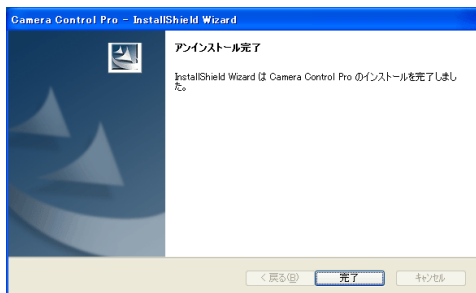 Camera Control Pro - InstallShield Wizard
アンインストール完了
InstallShield Wizard は Camera Control Pro のインストールを完了しまし
た。
< 戻る(B)
完了
キャンセル